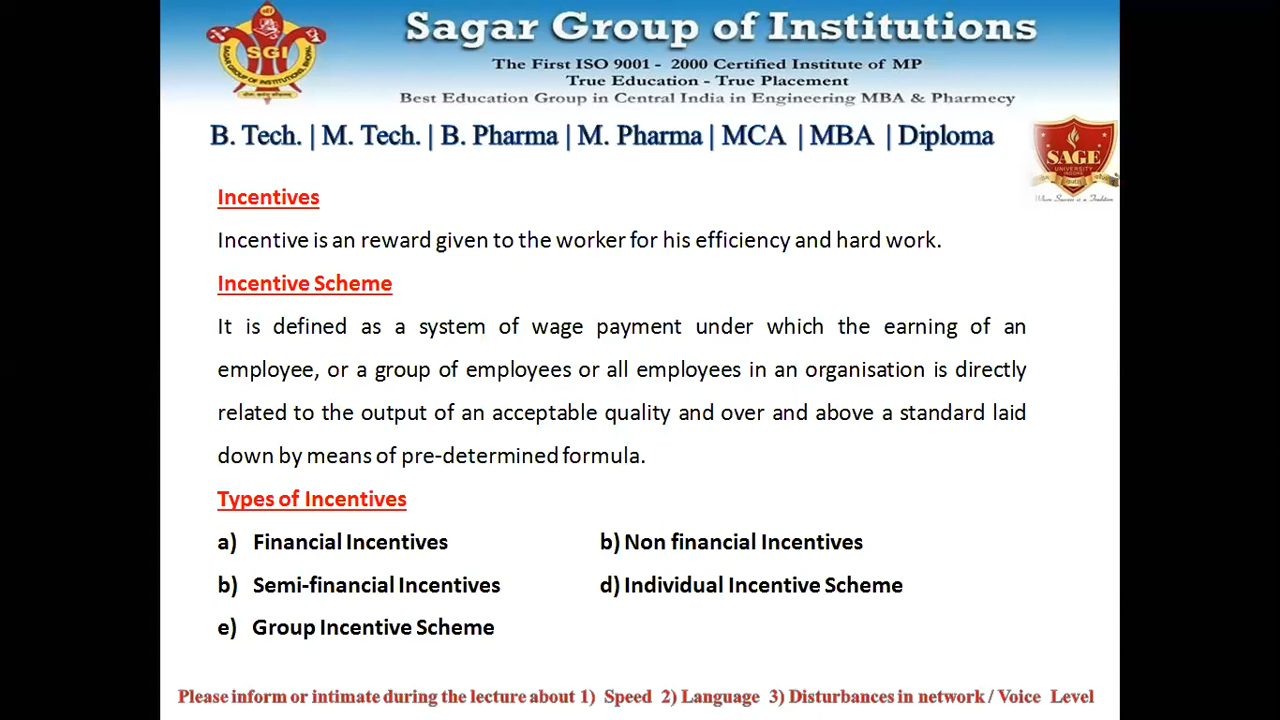 Sagar Group of Institutions
SGI
The First ISO 9001 - 2000 Certified Institute of MP
True Education - True Placement
Best Education Group in Central India in Engineering MBA & Pharmecy
B. Tech. | M. Tech. | B. Pharma | M. Pharma | MCA | MBA | Diploma
SAGE
UNIVERSITY
Incentives
Incentive is an reward given to the worker for his efficiency and hard work.
Incentive Scheme
It is defined as a system of wage payment under which the earning of an
employee, or a group of employees or all employees in an organisation is directly
related to the output of an acceptable quality and over and above a standard laid
down by means of pre-determined formula.
Types of Incentives
a) Financial Incentives b) Non financial Incentives
b) Semi-financial Incentives d) Individual Incentive Scheme
e) Group Incentive Scheme
Please inform or intimate during the lecture about 1) Speed 2) Language 3) Disturbances in network / Voice Level